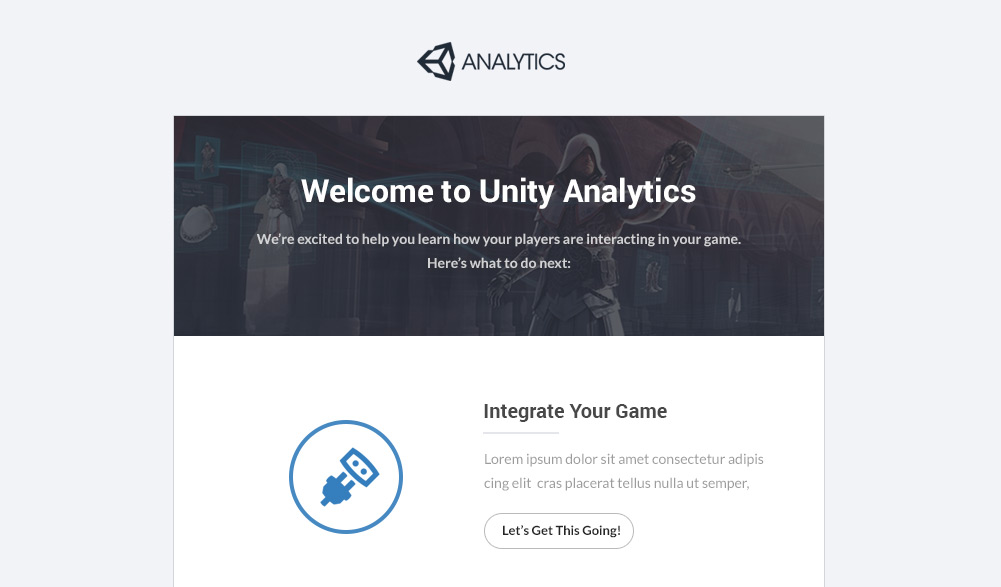 ANALYTICS
Welcome to Unity Analytics
We're excited to help you learn how your players are interacting in your game.
Here's what to do next:
Integrate Your Game
Lorem ipsum dolor sit amet consectetur adipis
cing elit cras placerat tellus nulla ut semper,
Let's Get This Going!